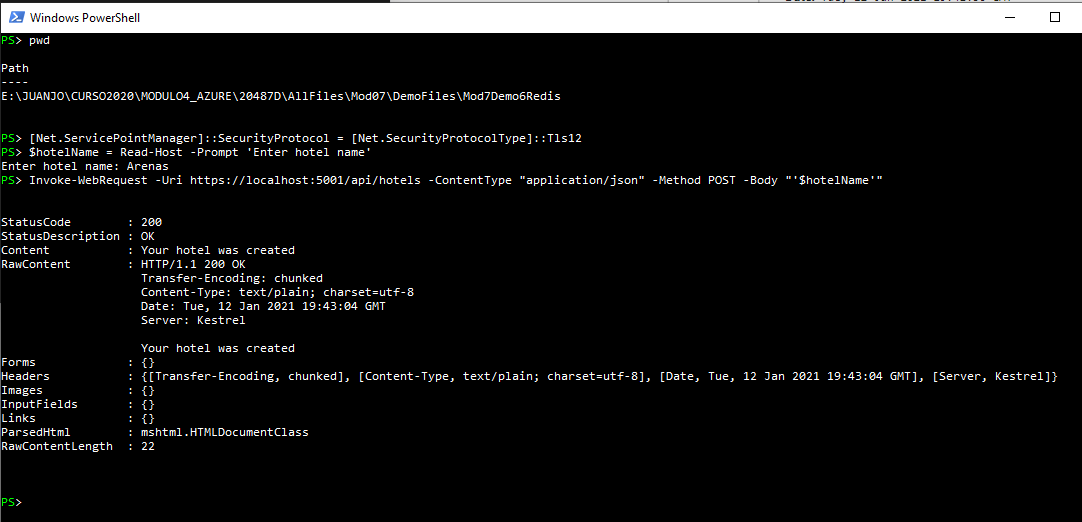 Windows PowerShell
PS> pwd
Path
----
E:\JUANJO\CURSO2020\MODULO4_AZURE\20487D\AllFiles\Mod07\DemoFiles\Mod7Demo6Redis
PS> [Net.ServicePointManager]::SecurityProtocol = [Net.SecurityProtocolType]::Tls12
PS> $hotelName = Read-Host -Prompt 'Enter hotel name'
Enter hotel name: Arenas
PS> Invoke-WebRequest -Uri https://localhost:5001/api/hotels -ContentType "application/json" -Method POST -Body "'$hotelName'"
StatusCode        : 200
StatusDescription : OK
Content           : Your hotel was created
RawContent        : HTTP/1.1 200 OK
                    Transfer-Encoding: chunked
                    Content-Type: text/plain; charset=utf-8
                    Date: Tue, 12 Jan 2021 19:43:04 GMT
                    Server: Kestrel
                    Your hotel was created
Forms             : {}
Headers           : {[Transfer-Encoding, chunked], [Content-Type, text/plain; charset=utf-8], [Date, Tue, 12 Jan 2021 19:43:04 GMT], [Server, Kestrel]}
Images            : {}
InputFields       : {}
Links             : {}
ParsedHtml        : mshtml.HTMLDocumentClass
RawContentLength  : 22
PS>